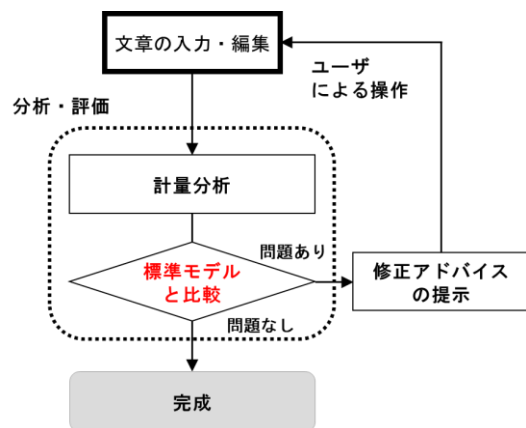 文章の入力・編集
ユーザ
による操作
分析・評価
計量分析
問題あり
標準モデル
と比較
修正アドバイス
の提示
問題なし
完成